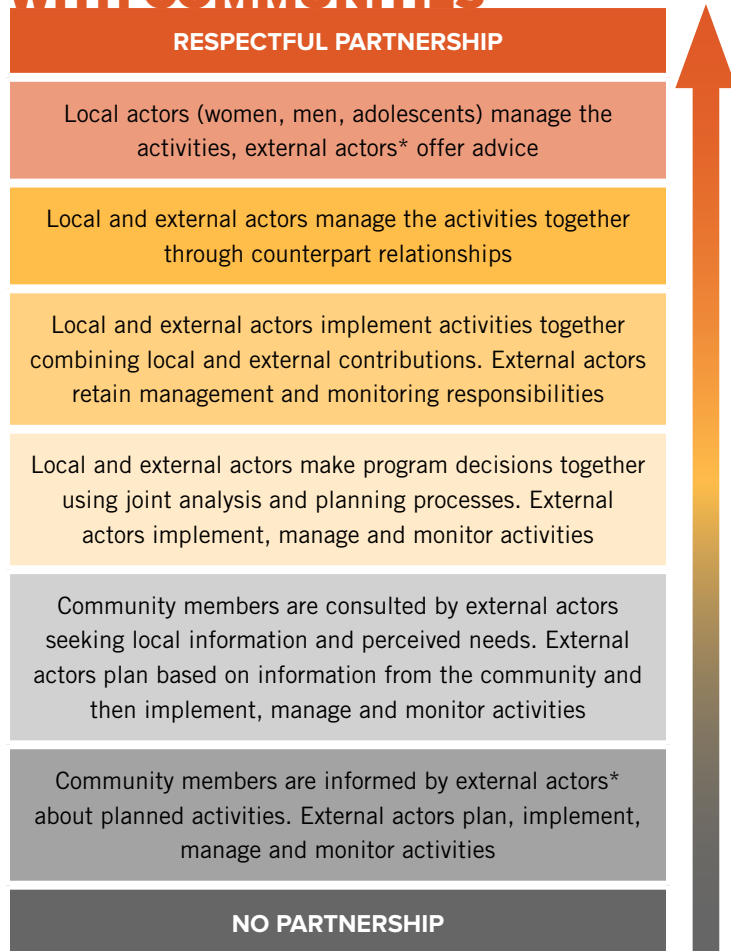 WITH COMMUNITIES
RESPECTFUL PARTNERSHIP
Local actors (women, men, adolescents) manage the
activities, external actors* offer advice
Local and external actors manage the activities together
through counterpart relationships
Local and external actors implement activities together
combining local and external contributions. External actors
retain management and monitoring responsibilities
Local and external actors make program decisions together
using joint analysis and planning processes. External
actors implement, manage and monitor activities
Community members are consulted by external actors
seeking local information and perceived needs. External
actors plan based on information from the community and
then implement, manage and monitor activities
Community members are informed by external actors*
about planned activities. External actors plan, implement,
manage and monitor activities
NO PARTNERSHIP